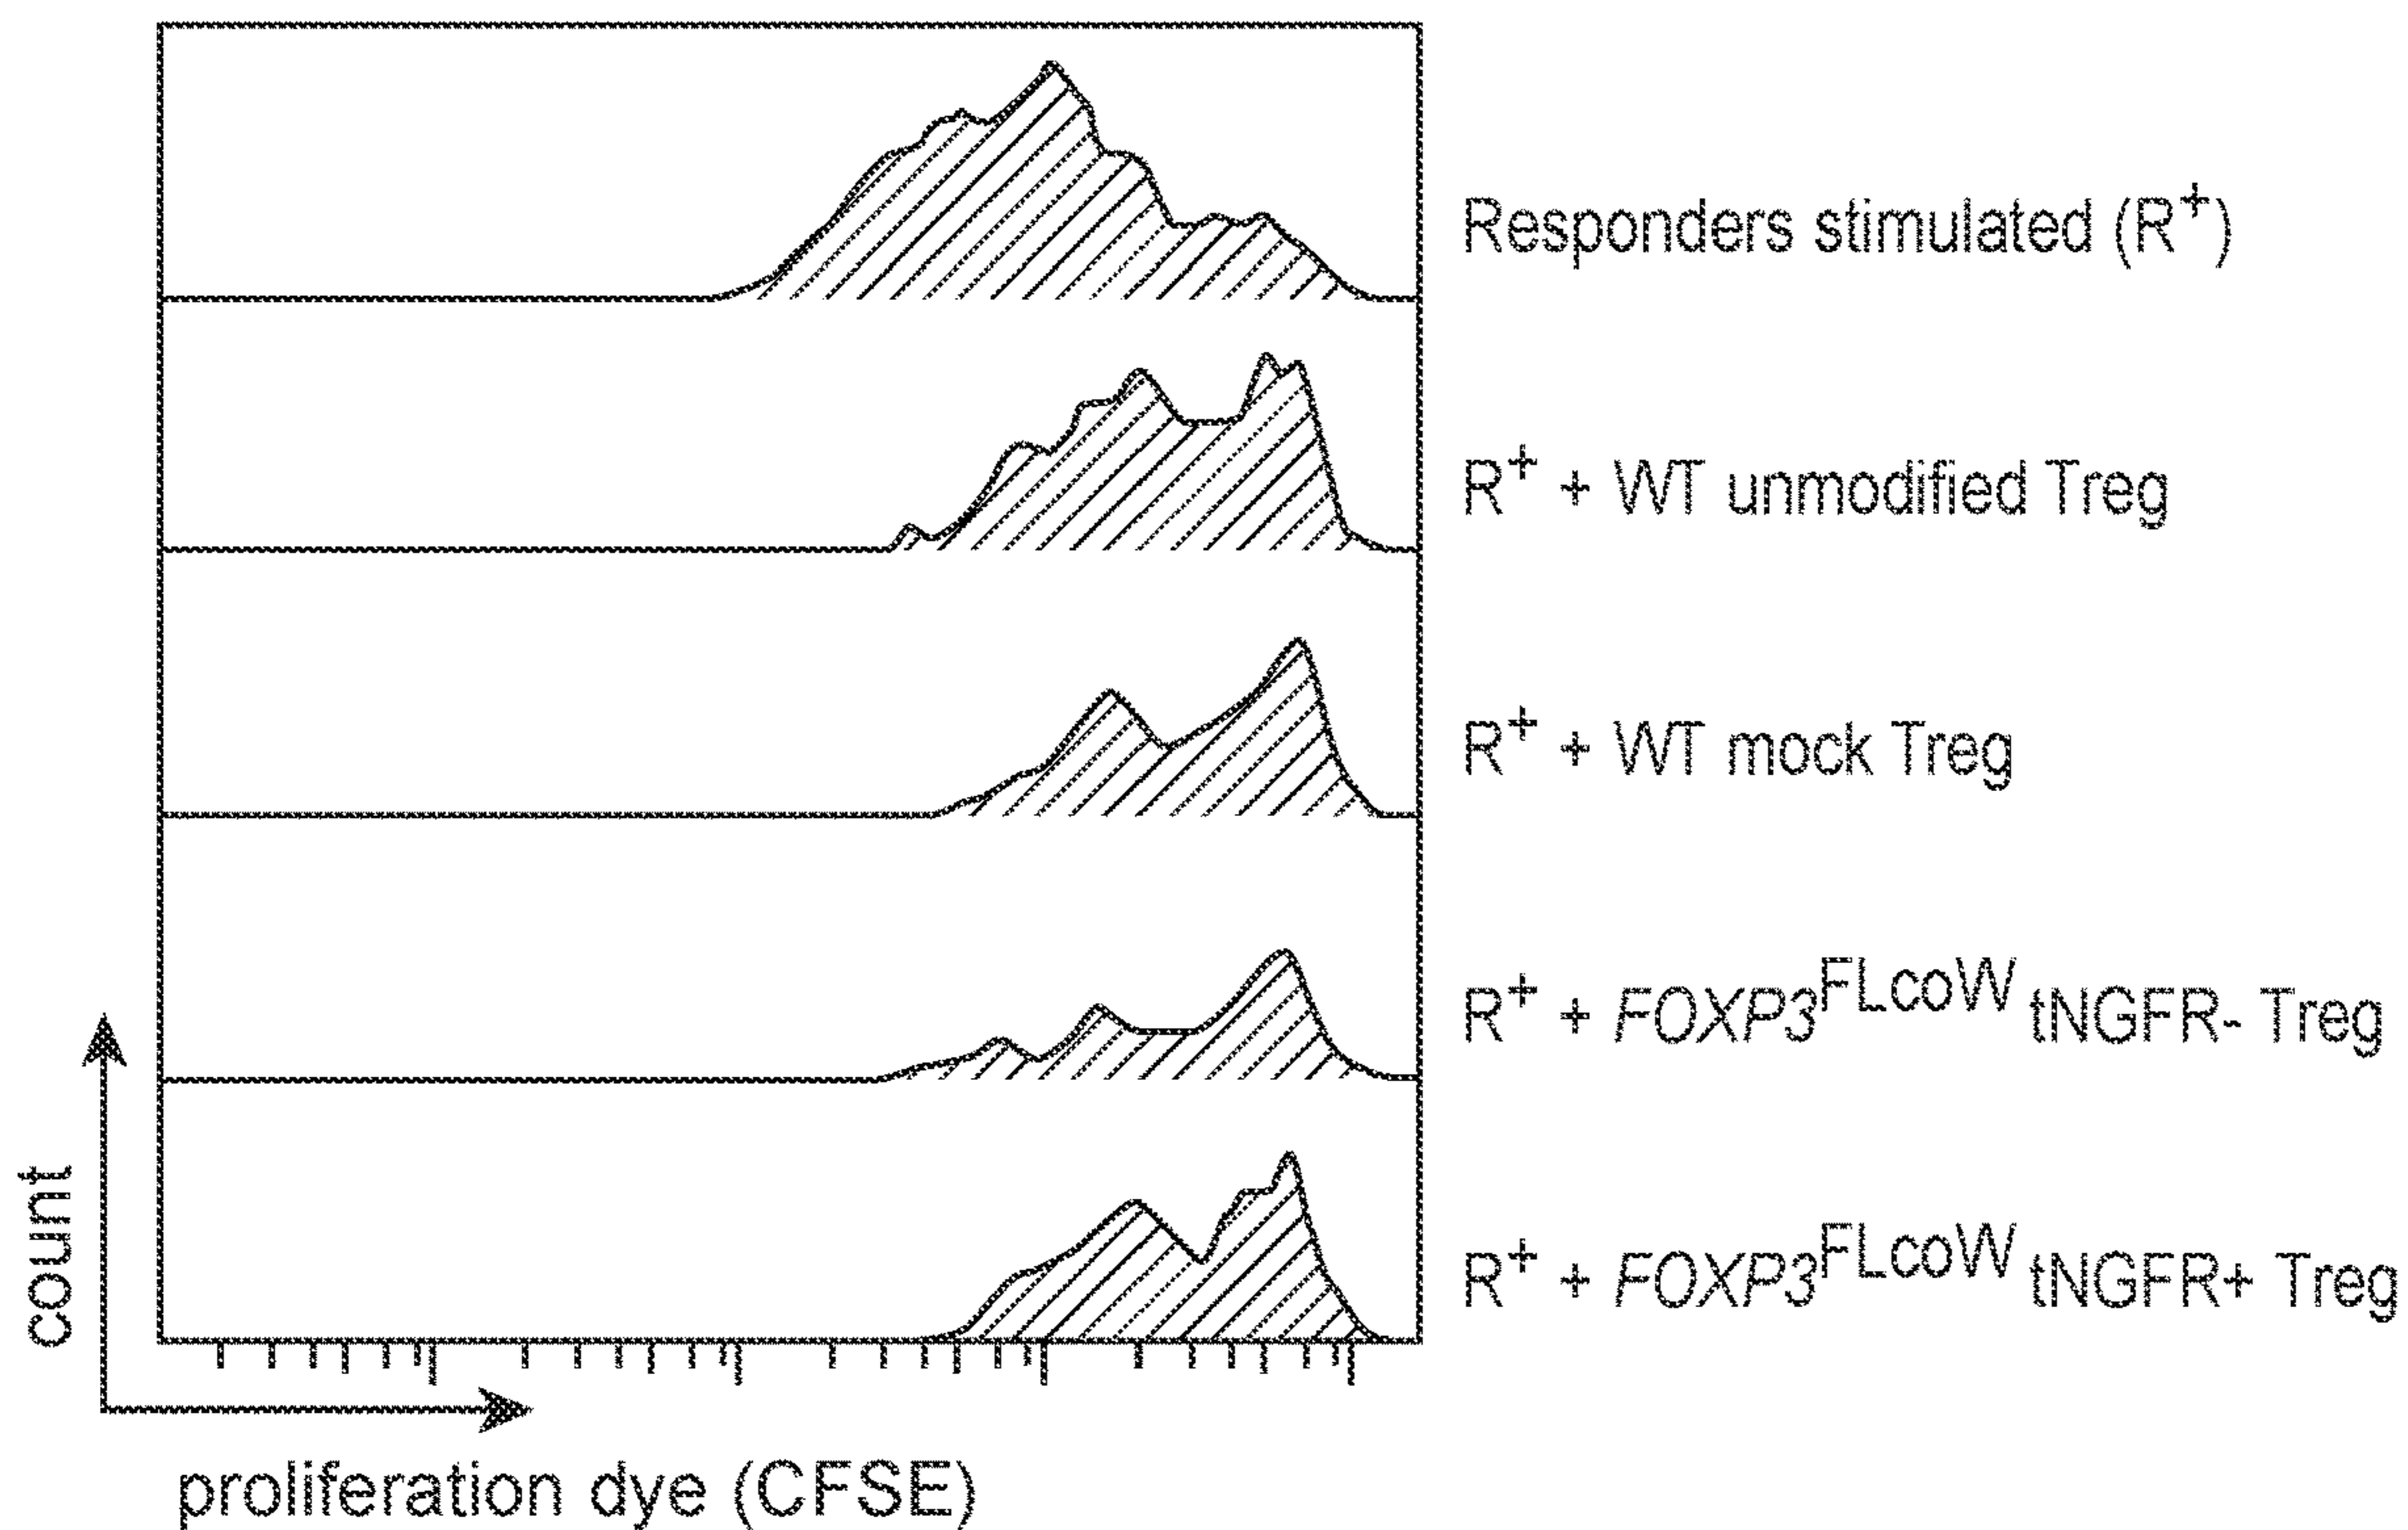 Responders stimulated (R+)
R+ + WT unmodified Treg
R+ + WT mock Treg
R+ + FOXP3FLcoW tNGFR- Treg
R+ + FOXP3FLcoW tNGFR+ Treg
count
proliferation dye (CFSE)